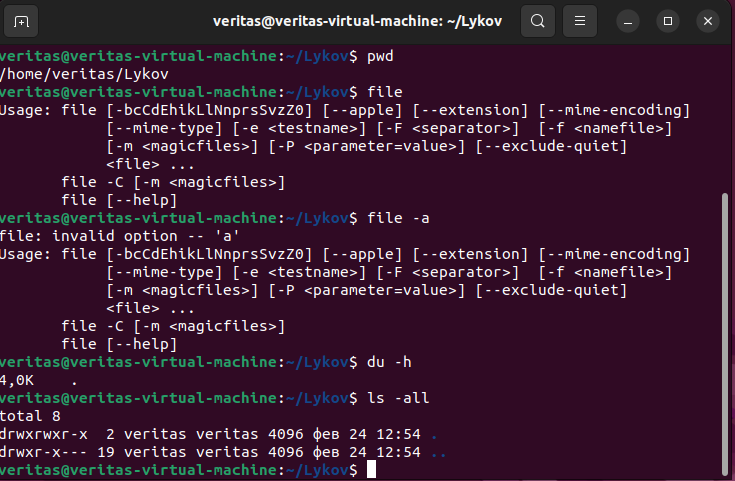 veritas@veritas-virtual-machine: ~/Lykov
veritas@veritas-virtual-machine:~/Lykov$ pwd
/home/veritas/Lykov
veritas@veritas-virtual-machine:~/Lykov$ file
Usage: file [-bcCdEhikLlNnprsSvzZ0] [--apple] [--extension] [--mime-encoding]
            [--mime-type] [-e <testname>] [-F <separator>]  [-f <namefile>]
            [-m <magicfiles>] [-P <parameter=value>] [--exclude-quiet]
            <file> ...
       file -C [-m <magicfiles>]
       file [--help]
veritas@veritas-virtual-machine:~/Lykov$ file -a
file: invalid option -- 'a'
Usage: file [-bcCdEhikLlNnprsSvzZ0] [--apple] [--extension] [--mime-encoding]
            [--mime-type] [-e <testname>] [-F <separator>]  [-f <namefile>]
            [-m <magicfiles>] [-P <parameter=value>] [--exclude-quiet]
            <file> ...
       file -C [-m <magicfiles>]
       file [--help]
veritas@veritas-virtual-machine:~/Lykov$ du -h
4,0K    .
veritas@veritas-virtual-machine:~/Lykov$ ls -all
total 8
drwxrwxr-x  2 veritas veritas 4096 фев 24 12:54 .
drwxr-x--- 19 veritas veritas 4096 фев 24 12:54 ..
veritas@veritas-virtual-machine:~/Lykov$